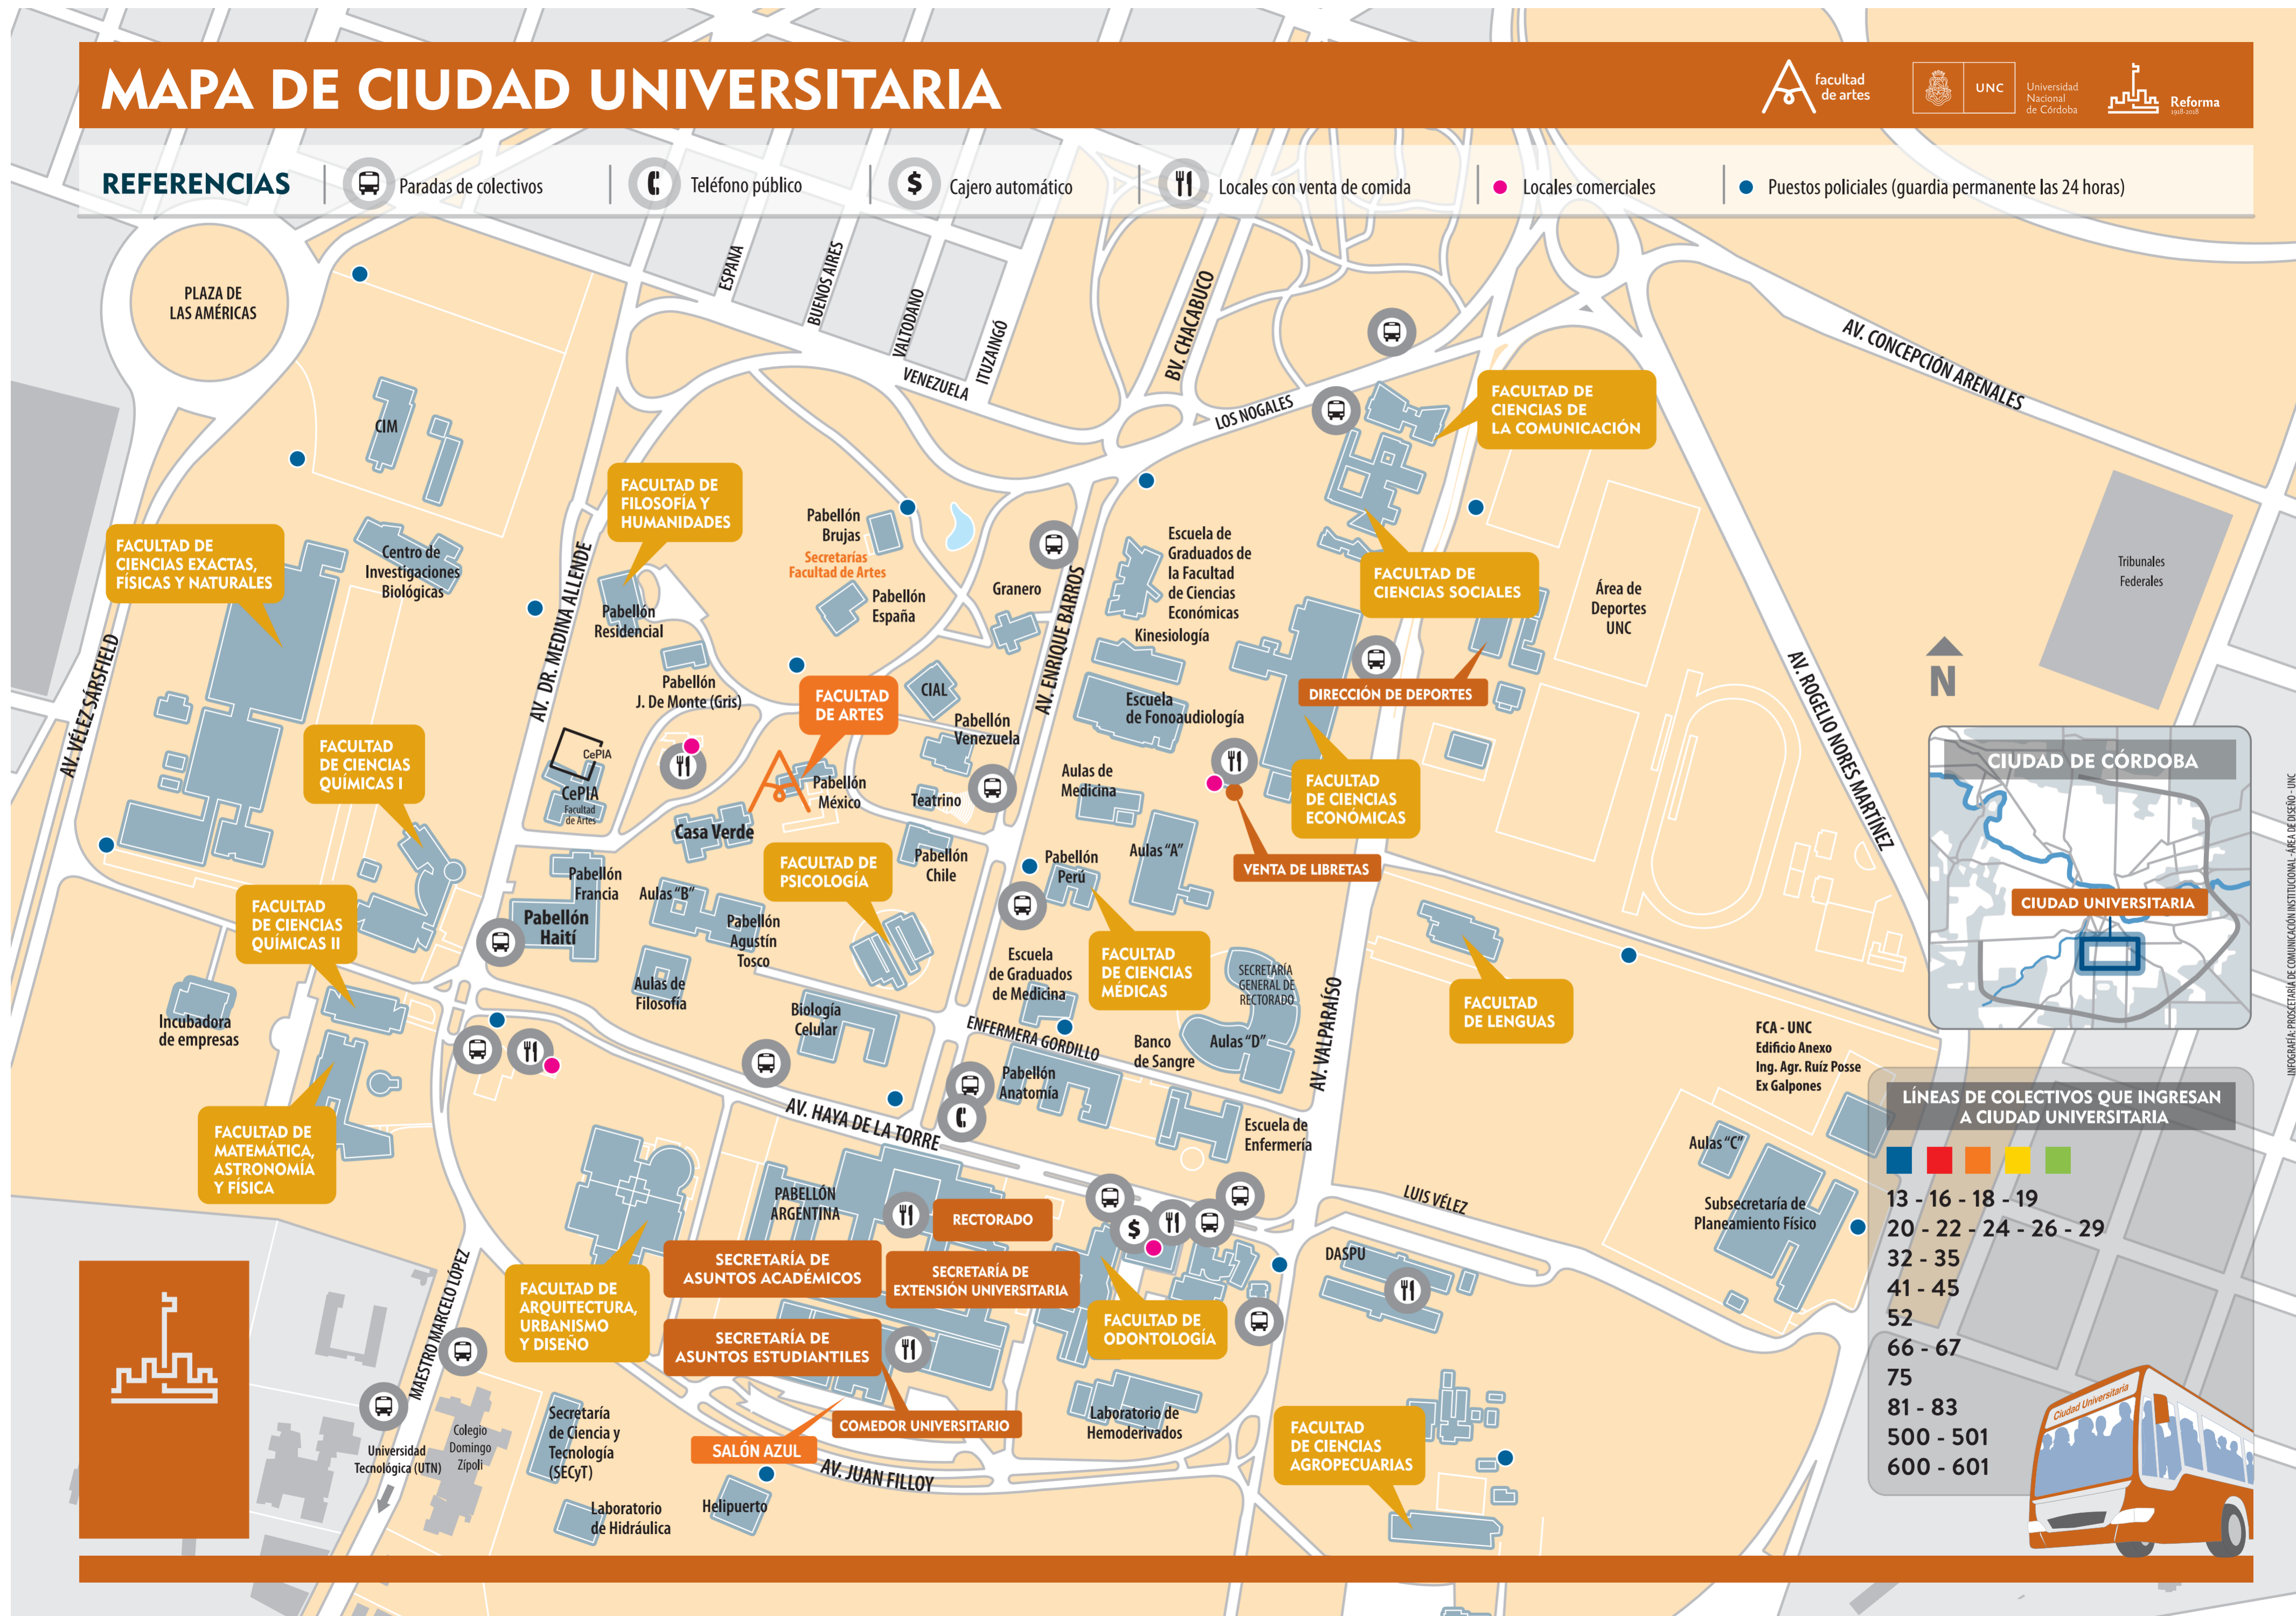 MAPA DE CIUDAD UNIVERSITARIA
facultad
de artes
UNC
Universidad
Nacional
de Córdoba
Reforma
1918-2018
REFERENCIAS
Paradas de colectivos
Teléfono público
$
Cajero automático
Locales con venta de comida
Locales comerciales
Puestos policiales (guardia permanente las 24 horas)
PLAZA DE
LAS AMÉRICAS
ESPANA
BUENOS AIRES
VALTODANO
ITUZAINGÓ
VENEZUELA
BV. CHACABUCO
LOS NOGALES
AV. CONCEPCIÓN ARENALES
CIM
FACULTAD DE
CIENCIAS DE
LA COMUNICACIÓN
FACULTAD DE
FILOSOFÍA Y
HUMANIDADES
Pabellón
Brujas
Secretarías
Facultad de Artes
Pabellón
España
FACULTAD DE
CIENCIAS EXACTAS,
FÍSICAS Y NATURALES
Centro de
Investigaciones
Biológicas
AV. DR. MEDINA ALLENDE
Pabellón
Residencial
Granero
AV. ENRIQUE BARROS
Escuela de
Graduados de
la Facultad
de Ciencias
Económicas
Kinesiología
FACULTAD DE
CIENCIAS SOCIALES
Área de
Deportes
UNC
Tribunales
Federales
N
AV. VÉLEZ SÁRSFIELD
Pabellón
J. De Monte (Gris)
FACULTAD
DE ARTES
CIAL
Pabellón
Venezuela
Escuela
de Fonoaudiología
DIRECCIÓN DE DEPORTES
AV. ROGELIO NORES MARTÍNEZ
FACULTAD
DE CIENCIAS
QUÍMICAS I
CePIA
CePIA
Facultad
de Artes
Pabellón
México
Teatrino
Casa Verde
Aulas de
Medicina
FACULTAD
DE CIENCIAS
ECONÓMICAS
VENTA DE LIBRETAS
CIUDAD DE CÓRDOBA
CIUDAD UNIVERSITARIA
INFOGRAFÍA: PROSECRETARÍA DE COMUNICACIÓN INSTITUCIONAL - ÁREA DE DISEÑO - UNC
FACULTAD DE
PSICOLOGÍA
Pabellón
Chile
Pabellón
Perú
Aulas "A"
Pabellón
Francia
Aulas "B"
Pabellón
Haití
Pabellón
Agustín
Tosco
FACULTAD
DE CIENCIAS
QUÍMICAS II
Aulas de
Filosofía
Biología
Celular
Escuela
de Graduados
de Medicina
FACULTAD
DE CIENCIAS
MÉDICAS
SECRETARÍA
GENERAL DE
RECTORADO
Aulas "D"
FACULTAD
DE LENGUAS
Incubadora
de empresas
ENFERMERA GORDILLO
Banco
de Sangre
AV. VALPARAÍSO
FCA - UNC
Edificio Anexo
Ing. Agr. Ruíz Posse
Ex Galpones
Pabellón
Anatomía
Escuela de
Enfermería
FACULTAD DE
MATEMÁTICA,
ASTRONOMÍA
Y FÍSICA
AV. HAYA DE LA TORRE
Aulas "C"
Subsecretaría de
Planeamiento Físico
LUIS VÉLEZ
PABELLÓN
ARGENTINA
RECTORADO
$
SECRETARÍA DE
ASUNTOS ACADÉMICOS
SECRETARÍA DE
EXTENSIÓN UNIVERSITARIA
DASPU
FACULTAD DE
ARQUITECTURA,
URBANISMO
Y DISEÑO
SECRETARÍA DE
ASUNTOS ESTUDIANTILES
FACULTAD DE
ODONTOLOGÍA
MAESTRO MARCELO LÓPEZ
COMEDOR UNIVERSITARIO
SALÓN AZUL
Laboratorio de
Hemoderivados
FACULTAD
DE CIENCIAS
AGROPECUARIAS
Universidad
Tecnológica (UTN)
Colegio
Domingo
Zípoli
Secretaría
de Ciencia y
Tecnología
(SECyT)
Laboratorio
de Hidráulica
Helipuerto
AV. JUAN FILLOY
LÍNEAS DE COLECTIVOS QUE INGRESAN
A CIUDAD UNIVERSITARIA
13 - 16 - 18 - 19
20 - 22 - 24 - 26 - 29
32 - 35
41 - 45
52
66 - 67
75
81 - 83
500 - 501
600 - 601
Ciudad Universitaria